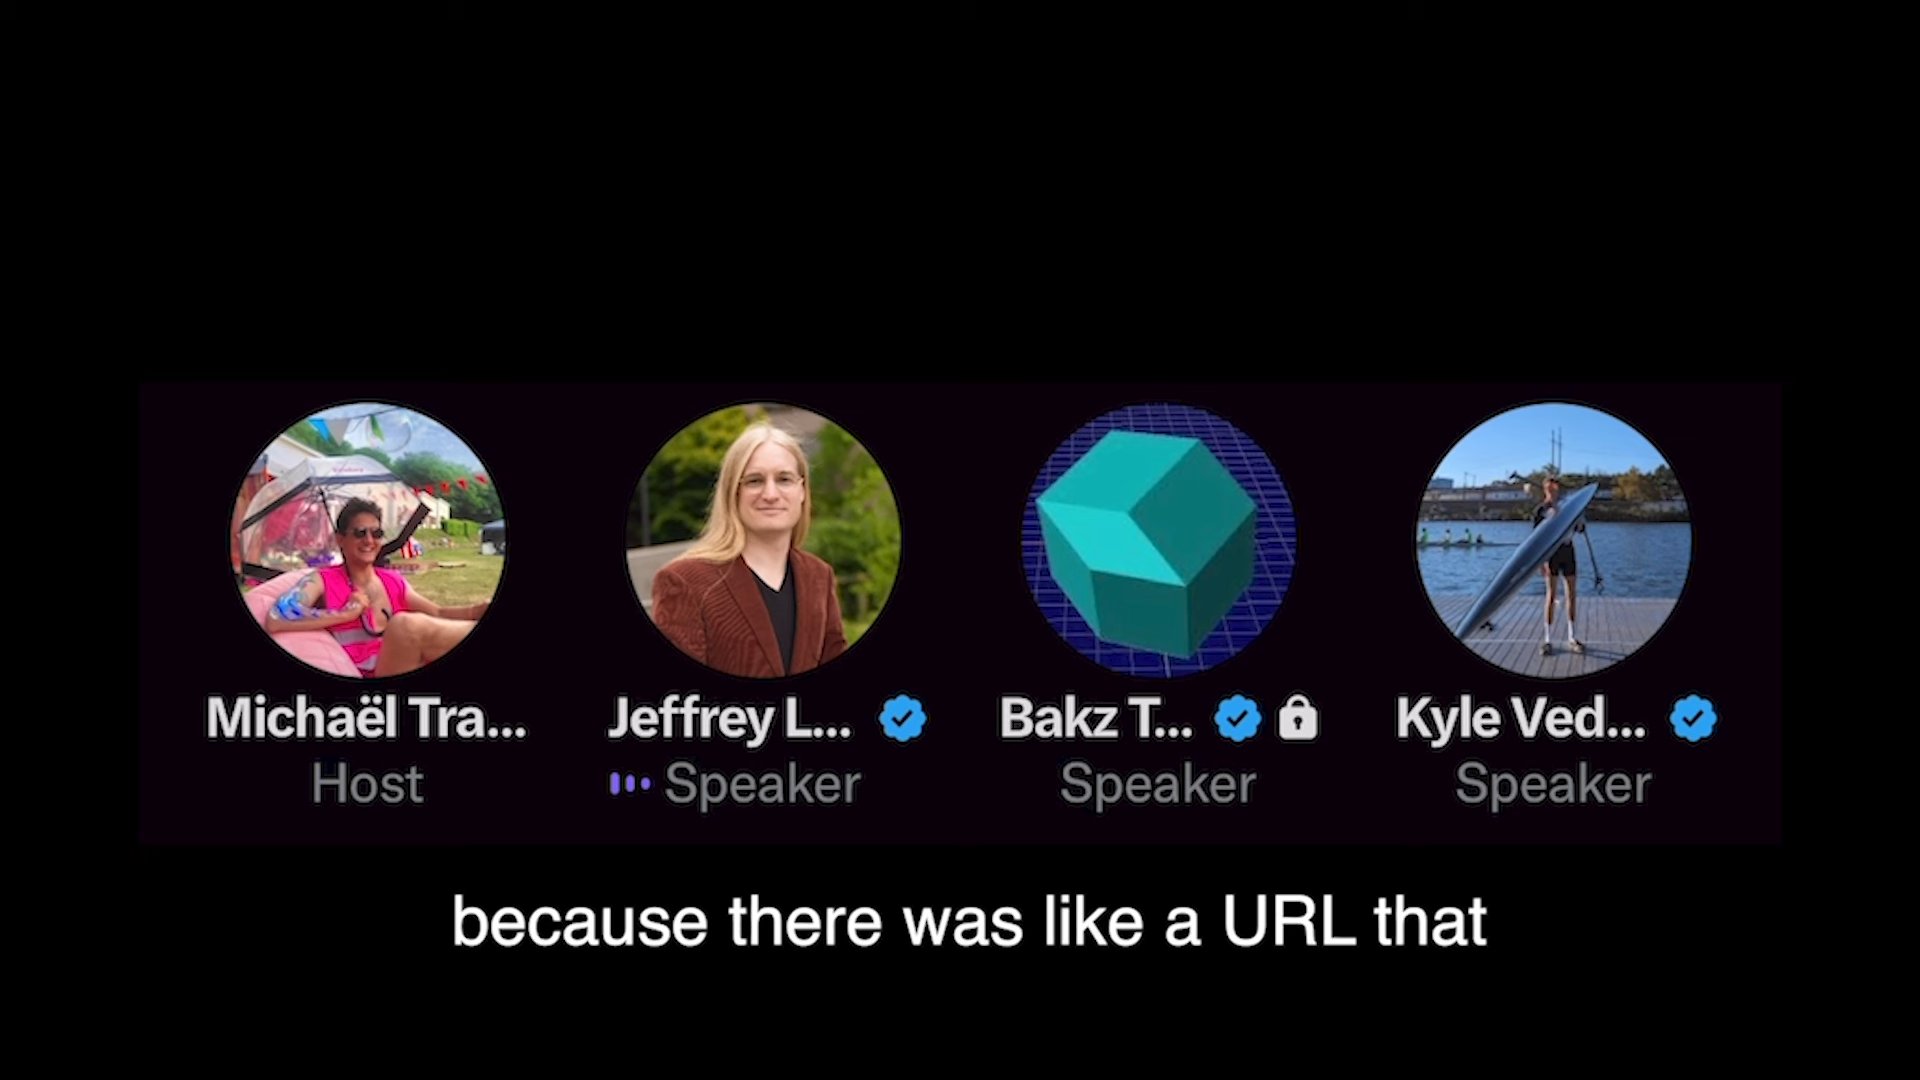 Michaël Tra... Jeffrey L... Bakz T... Kyle Ved...
Host Speaker Speaker Speaker
because there was like a URL that